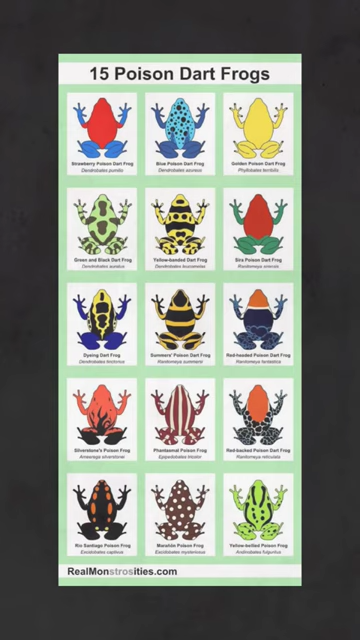 15 Poison Dart Frogs
Strawberry Poison Dart Frog
Dendrobates pumilio
Blue Poison Dart Frog
Dendrobates azureus
Golden Poison Dart Frog
Phyllobates terribilis
Green and Black Dart Frog
Dendrobates auratus
Yellow-banded Dart Frog
Dendrobates leucomelas
Sira Poison Dart Frog
Ranitomeya sirensis
Dyeing Dart Frog
Dendrobates tinctorius
Summers' Poison Dart Frog
Ranitomeya summersi
Red-headed Poison Dart Frog
Ranitomeya fantastica
Silverstone's Poison Frog
Ameerega silverstonei
Phantasmal Poison Frog
Epipedobates tricolor
Red-backed Poison Dart Frog
Ranitomeya reticulata
Rio Santiago Poison Frog
Excidobates captivus
Marañón Poison Frog
Excidobates mysteriosus
Yellow-bellied Poison Frog
Andinobates fulguritus
RealMonstrosities.com